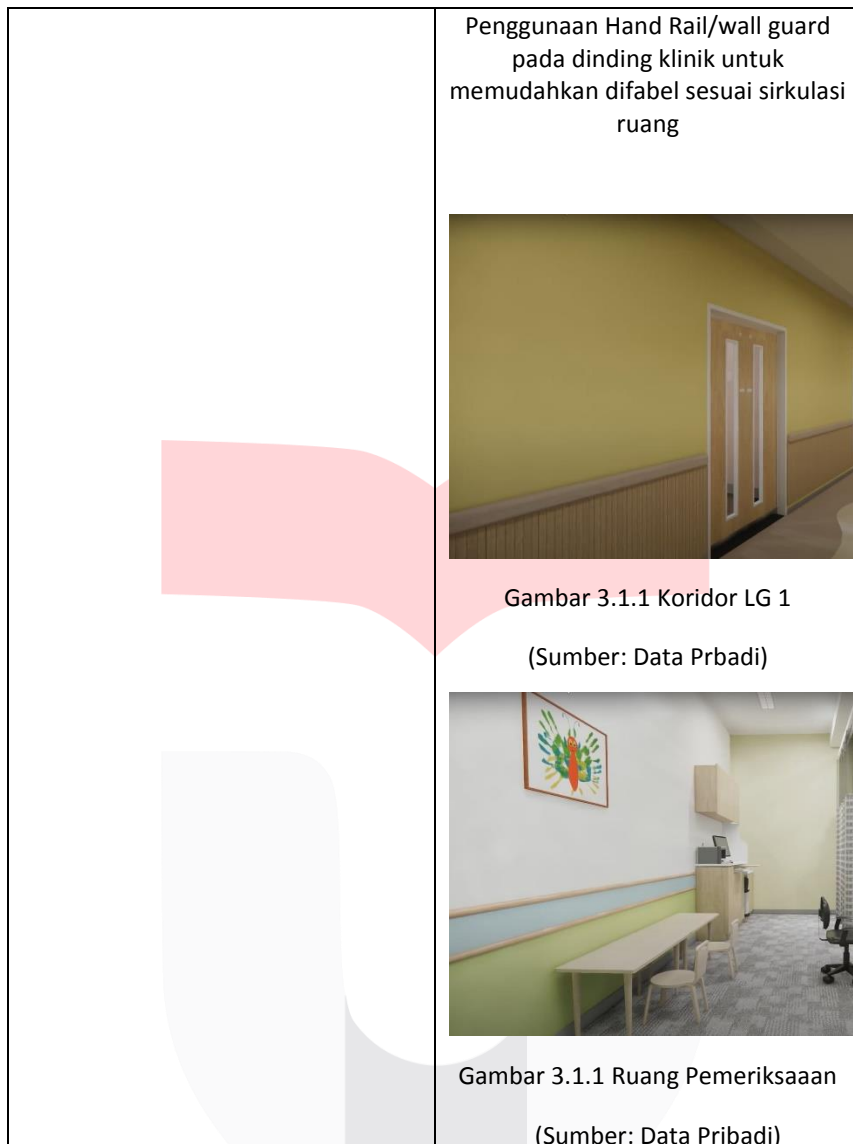 Penggunaan Hand Rail/wall guard
pada dinding klinik untuk
memudahkan difabel sesuai sirkulasi
ruang
Gambar 3.1.1 Koridor LG 1
(Sumber: Data Prbadi)
Gambar 3.1.1 Ruang Pemeriksaaan
(Sumber: Data Pribadi)